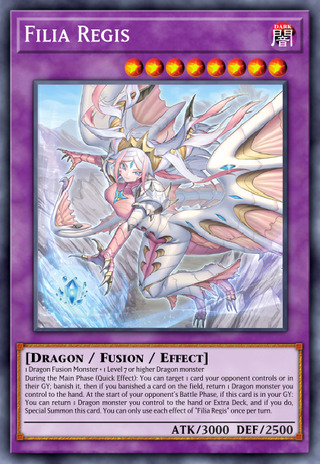 Filia Regis
DARK
闇
[Dragon / Fusion / Effect]
1 Dragon Fusion Monster + 1 Level 7 or higher Dragon monster
During the Main Phase (Quick Effect): You can target 1 card your opponent controls or in
their GY; banish it, then if you banished a card on the field, return 1 Dragon monster you
control to the hand. At the start of your opponent's Battle Phase, if this card is in your GY:
You can return 1 Dragon monster you control to the hand or Extra Deck, and if you do,
Special Summon this card. You can only use each effect of "Filia Regis" once per turn.
ATK/3000 DEF/2500